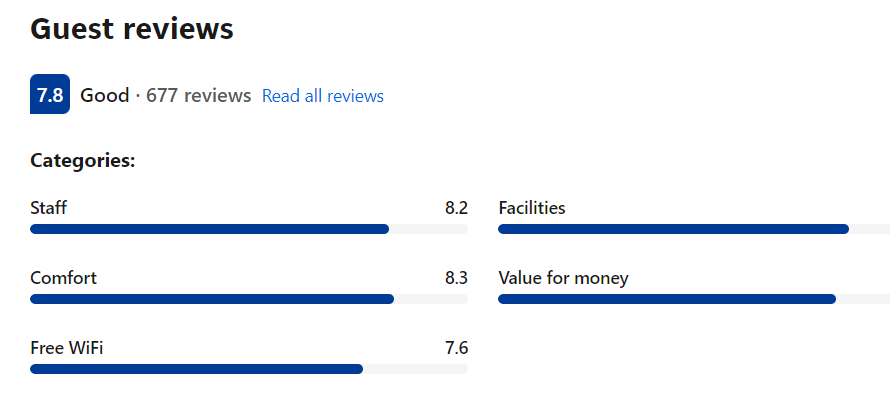 Guest reviews
7.8 Good · 677 reviews Read all reviews
Categories:
Staff 8.2 Facilities
Comfort 8.3 Value for money
Free WiFi 7.6